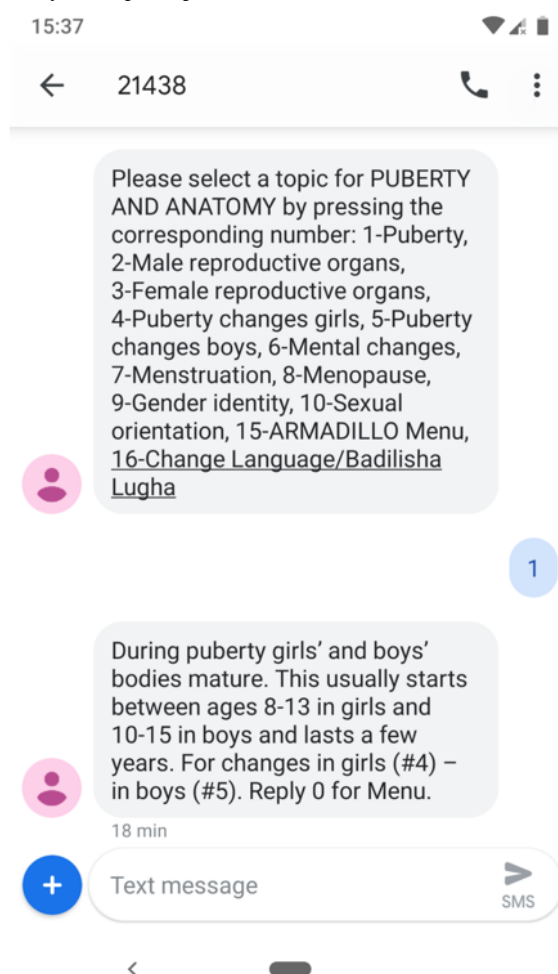 15:37
21438
Please select a topic for PUBERTY
AND ANATOMY by pressing the
corresponding number: 1-Puberty,
2-Male reproductive organs,
3-Female reproductive organs,
4-Puberty changes girls, 5-Puberty
changes boys, 6-Mental changes,
7-Menstruation, 8-Menopause,
9-Gender identity, 10-Sexual
orientation, 15-ARMADILLO Menu,
16-Change Language/Badilisha
Lugha
1
During puberty girls’ and boys’
bodies mature. This usually starts
between ages 8-13 in girls and
10-15 in boys and lasts a few
years. For changes in girls (#4) –
in boys (#5). Reply 0 for Menu.
18 min
Text message
SMS